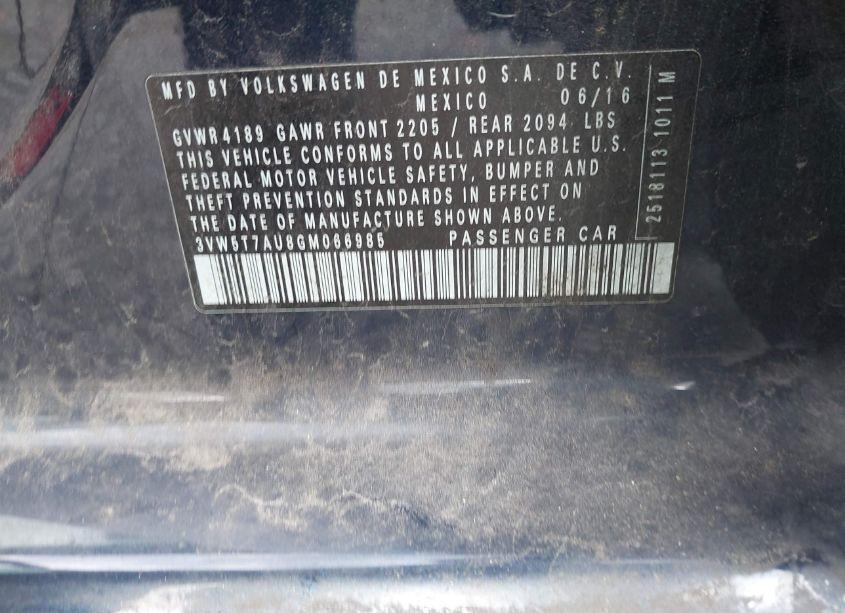 MFD BY VOLKSWAGEN DE MEXICO S.A. DE C.V.
MEXICO 06/16
GVWR 4189 GAWR FRONT 2205 / REAR 2094 LBS
THIS VEHICLE CONFORMS TO ALL APPLICABLE U.S.
FEDERAL MOTOR VEHICLE SAFETY, BUMPER AND
THEFT PREVENTION STANDARDS IN EFFECT ON
THE DATE OF MANUFACTURE SHOWN ABOVE.
3VW5T7AU8GM066985 PASSENGER CAR
2518113 1011 M